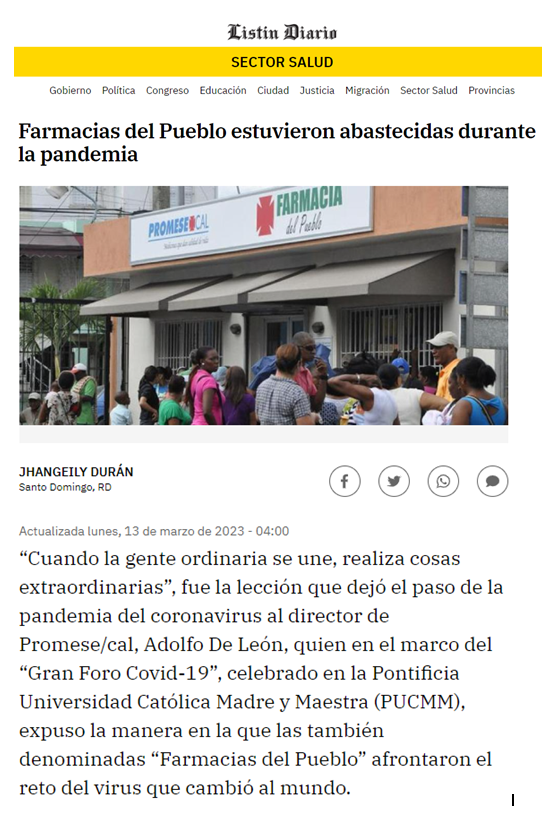 Listin Diario
SECTOR SALUD
Gobierno Política Congreso Educación Ciudad Justicia Migración Sector Salud Provincias
Farmacias del Pueblo estuvieron abastecidas durante
la pandemia
PROMESE CAL
FARMACIA
del Pueblo
JHANGEILY DURÁN
Santo Domingo, RD
Actualizada lunes, 13 de marzo de 2023 - 04:00
“Cuando la gente ordinaria se une, realiza cosas
extraordinarias”, fue la lección que dejó el paso de la
pandemia del coronavirus al director de
Promese/cal, Adolfo De León, quien en el marco del
“Gran Foro Covid-19”, celebrado en la Pontificia
Universidad Católica Madre y Maestra (PUCMM),
expuso la manera en la que las también
denominadas “Farmacias del Pueblo” afrontaron el
reto del virus que cambió al mundo.